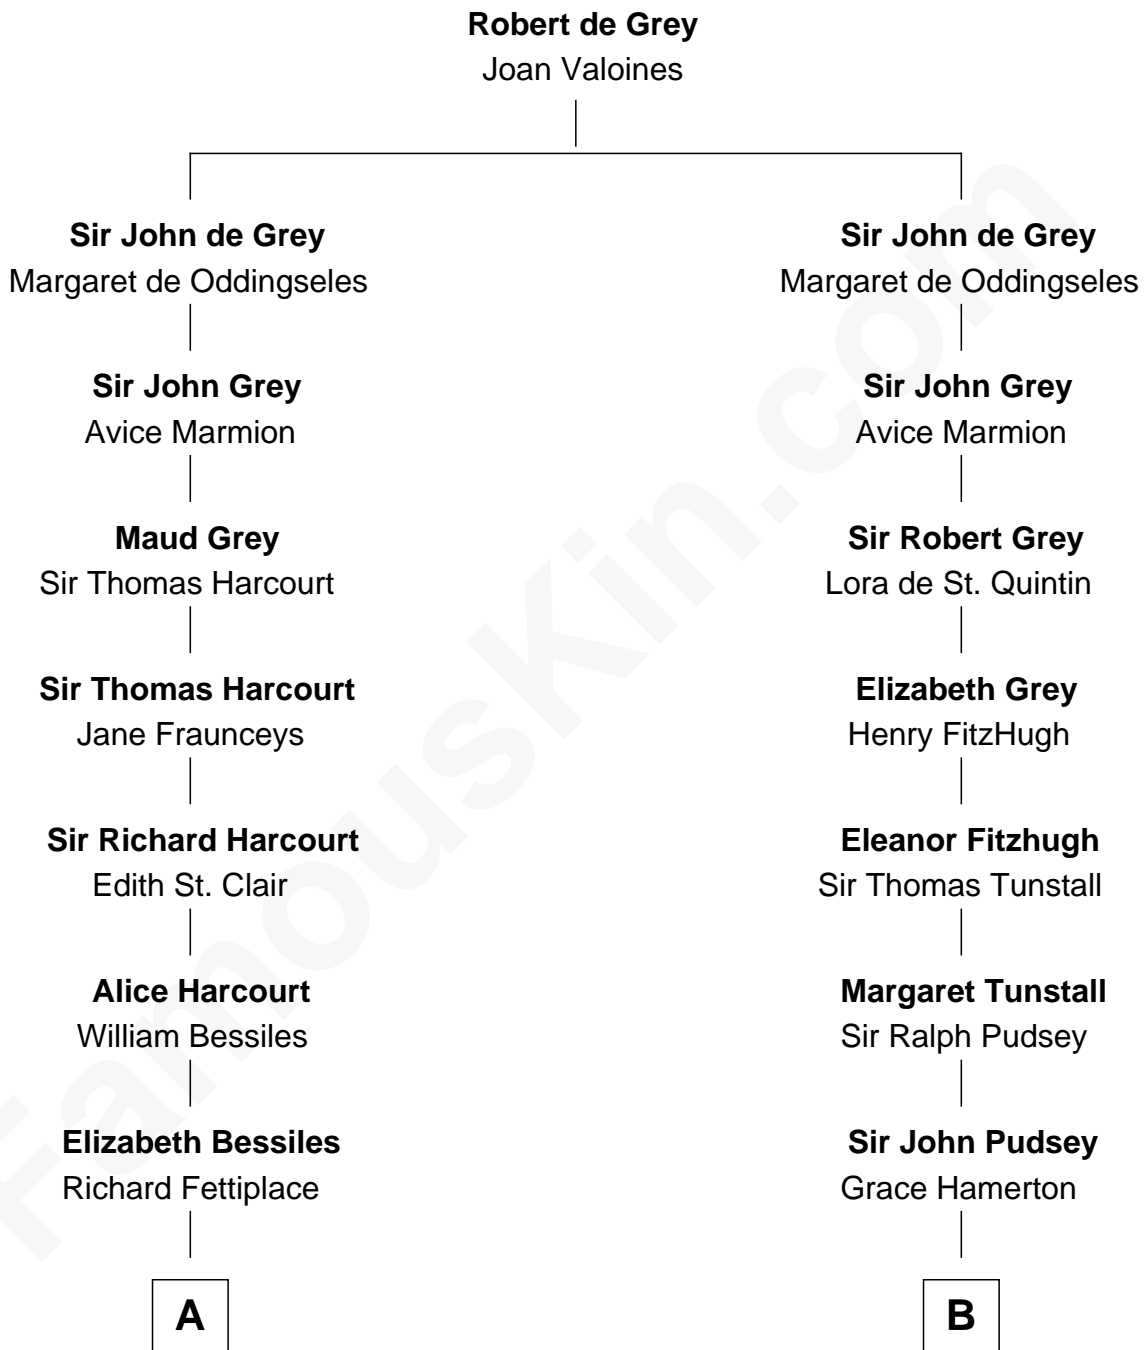 Robert de Grey
Joan Valoines
Sir John de Grey
Margaret de Oddingseles
Sir John de Grey
Margaret de Oddingseles
Sir John Grey
Avice Marmion
Sir John Grey
Avice Marmion
Maud Grey
Sir Thomas Harcourt
Sir Robert Grey
Lora de St. Quintin
Sir Thomas Harcourt
Jane Fraunceys
Elizabeth Grey
Henry FitzHugh
Sir Richard Harcourt
Edith St. Clair
Eleanor Fitzhugh
Sir Thomas Tunstall
Alice Harcourt
William Bessiles
Margaret Tunstall
Sir Ralph Pudsey
Elizabeth Bessiles
Richard Fettiplace
Sir John Pudsey
Grace Hamerton
A
B
FamousKin.com